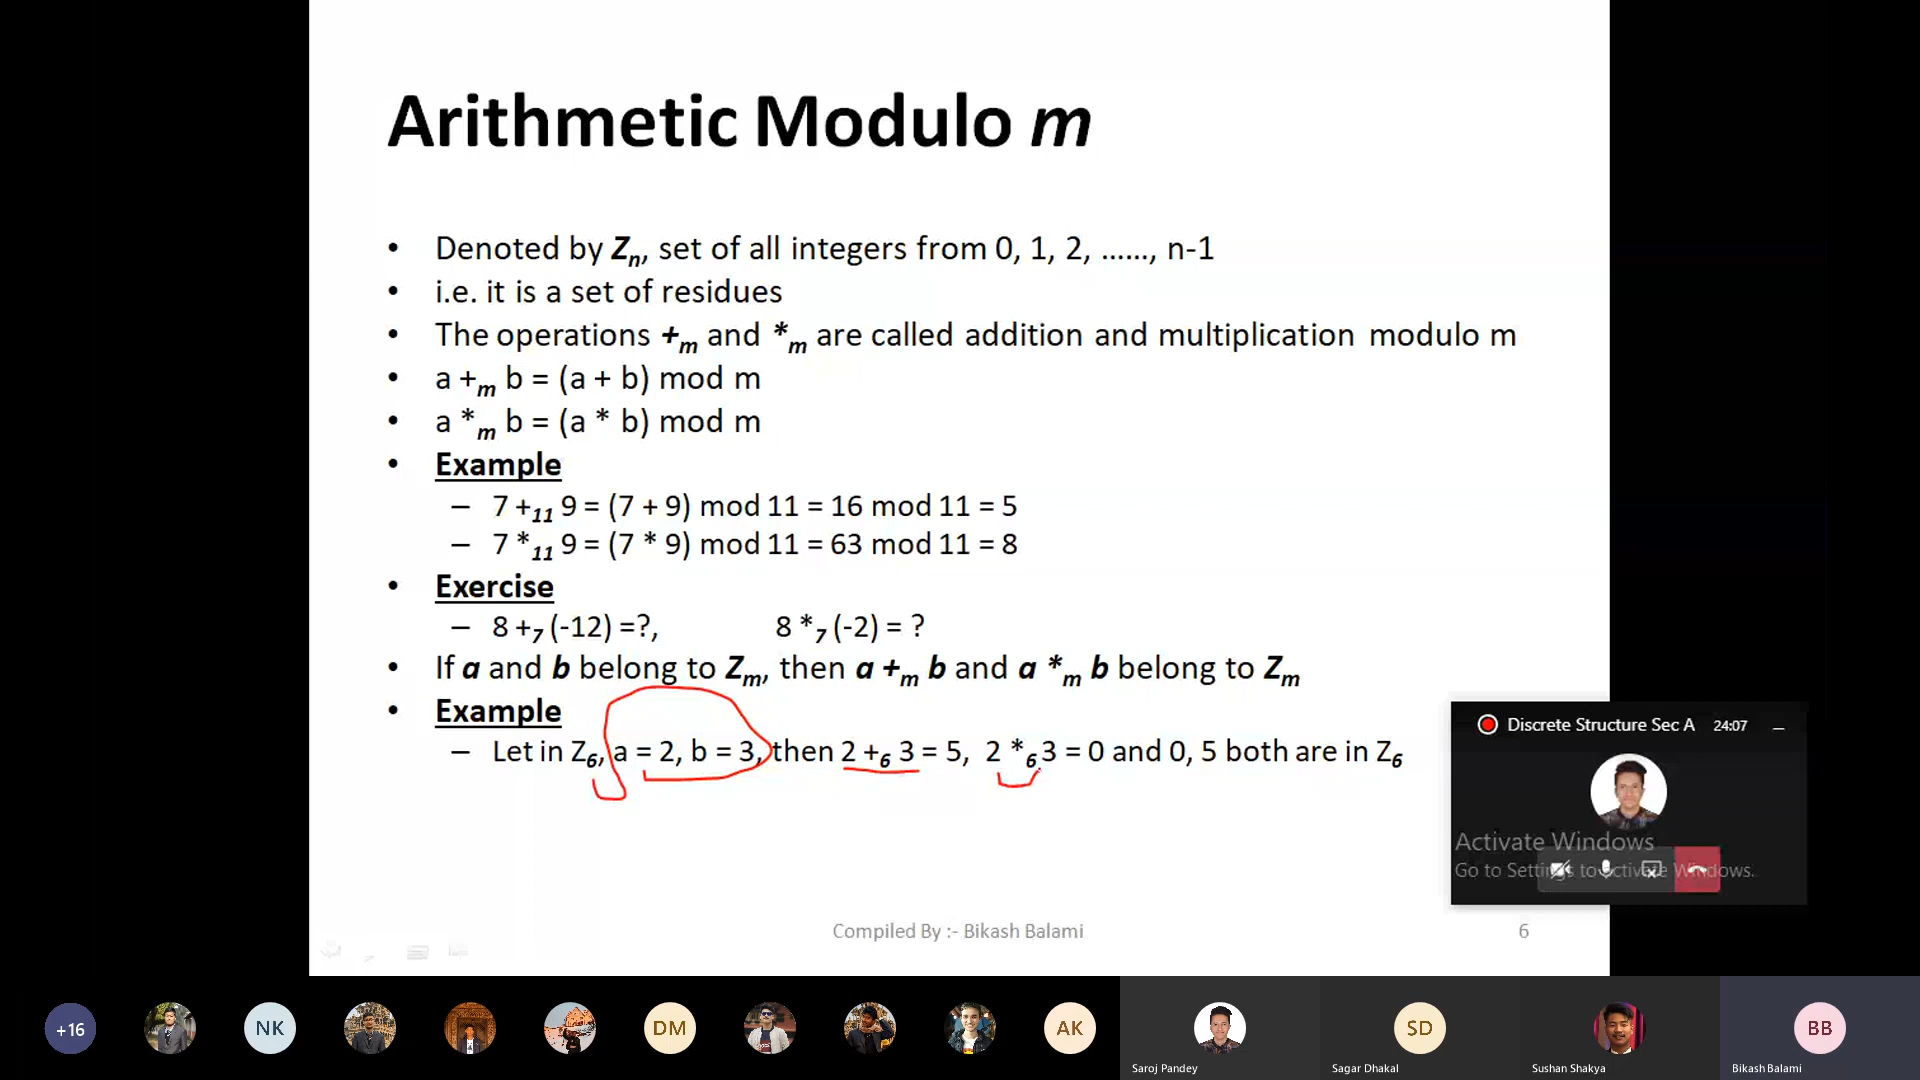 Arithmetic Modulo m
• Denoted by Zn, set of all integers from 0, 1, 2, ......, n-1
• i.e. it is a set of residues
• The operations +m and *m are called addition and multiplication modulo m
• a +m b = (a + b) mod m
• a *m b = (a * b) mod m
• Example
– 7 +11 9 = (7 + 9) mod 11 = 16 mod 11 = 5
– 7 *11 9 = (7 * 9) mod 11 = 63 mod 11 = 8
• Exercise
– 8 +7 (-12) =?, 8 *7 (-2) = ?
• If a and b belong to Zm, then a +m b and a *m b belong to Zm
• Example
– Let in Z6, a = 2, b = 3, then 2 +6 3 = 5, 2 *6 3 = 0 and 0, 5 both are in Z6
Discrete Structure Sec A 24:07
Activate Windows
Go to Settings to activate Windows.
Compiled By :- Bikash Balami
6
+16
NK
DM
AK
SD
BB
Saroj Pandey
Sagar Dhakal
Sushan Shakya
Bikash Balami